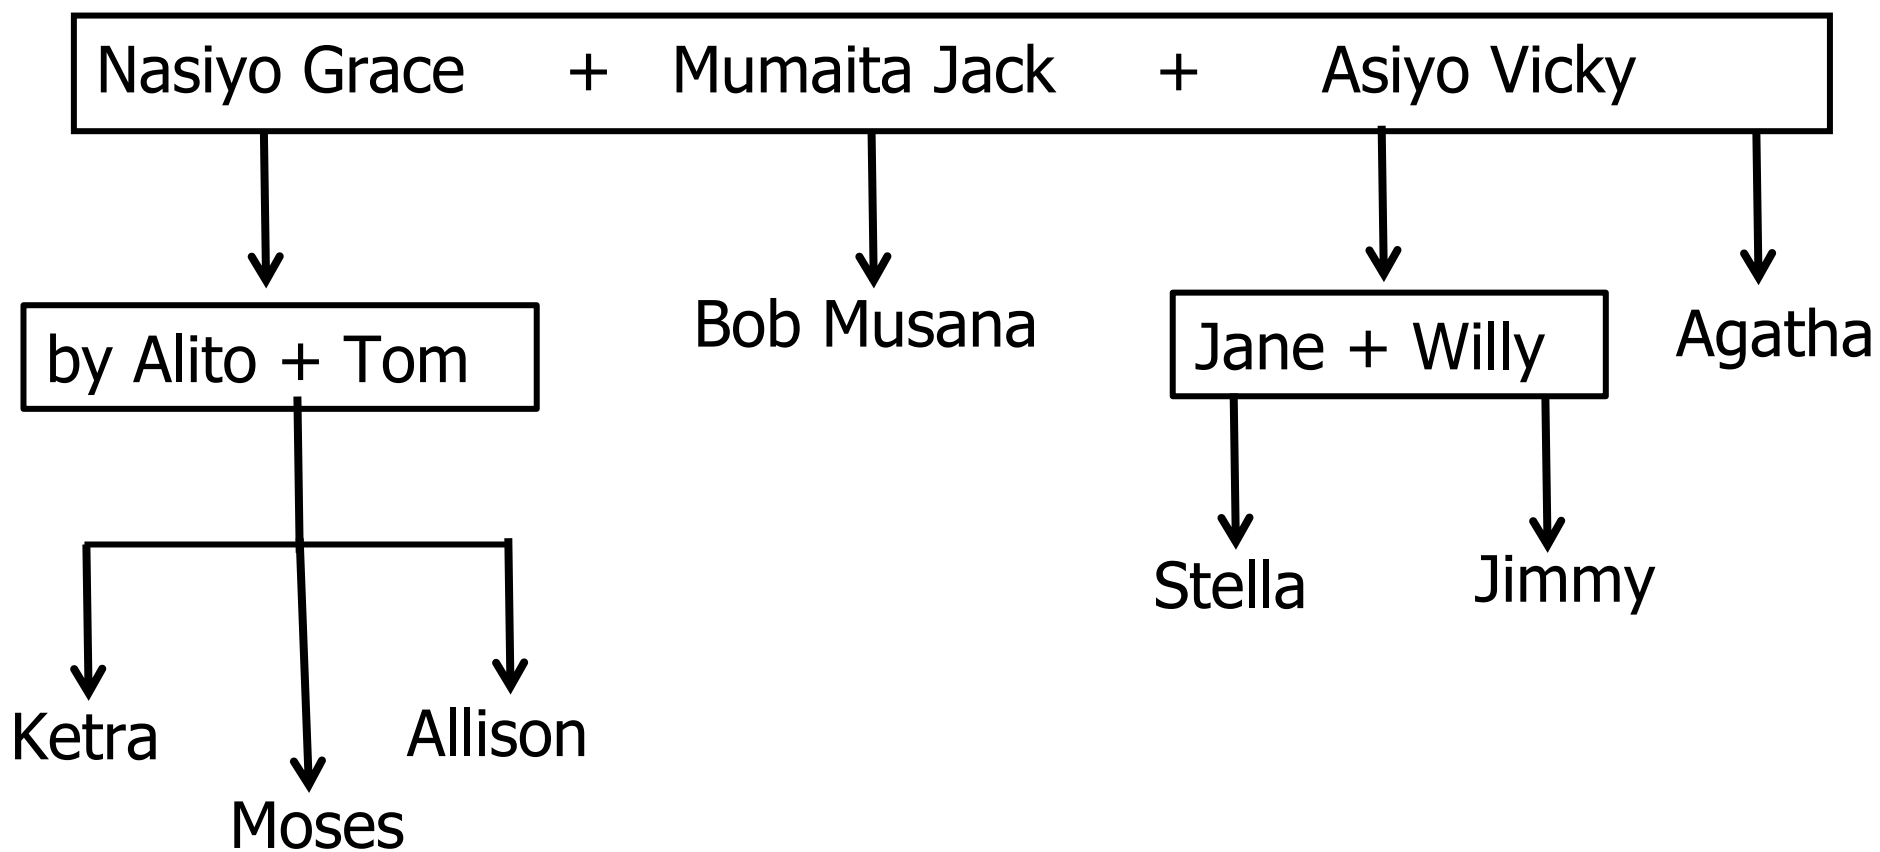 Nasiyo Grace + Mumaita Jack + Asiyo Vicky
by Alito + Tom
Bob Musana
Jane + Willy
Agatha
Stella
Jimmy
Ketra
Allison
Moses